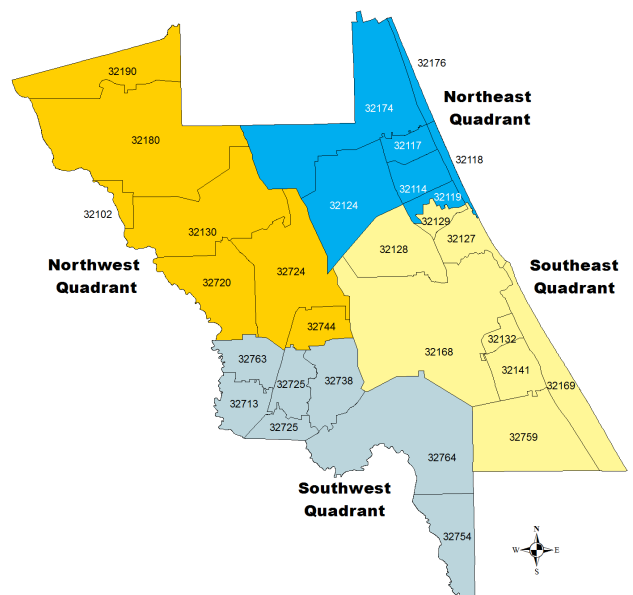 32190
32176
32174
Northeast
Quadrant
32180
32117
32118
32114
32119
32124
32102
32129
32130
32127
32128
Northwest
Quadrant
32724
Southeast
Quadrant
32720
32744
32132
32168
32763
32725
32738
32141
32169
32713
32725
32759
32764
Southwest
Quadrant
32754
N
W
E
S